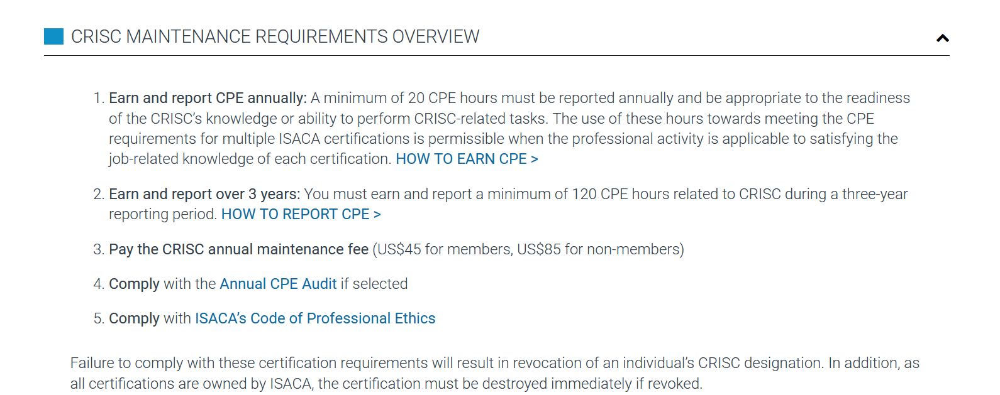 CRISC MAINTENANCE REQUIREMENTS OVERVIEW
1. Earn and report CPE annually: A minimum of 20 CPE hours must be reported annually and be appropriate to the readiness
of the CRISC’s knowledge or ability to perform CRISC-related tasks. The use of these hours towards meeting the CPE
requirements for multiple ISACA certifications is permissible when the professional activity is applicable to satisfying the
job-related knowledge of each certification. HOW TO EARN CPE >
2. Earn and report over 3 years: You must earn and report a minimum of 120 CPE hours related to CRISC during a three-year
reporting period. HOW TO REPORT CPE >
3. Pay the CRISC annual maintenance fee (US$45 for members, US$85 for non-members)
4. Comply with the Annual CPE Audit if selected
5. Comply with ISACA’s Code of Professional Ethics
Failure to comply with these certification requirements will result in revocation of an individual’s CRISC designation. In addition, as
all certifications are owned by ISACA, the certification must be destroyed immediately if revoked.